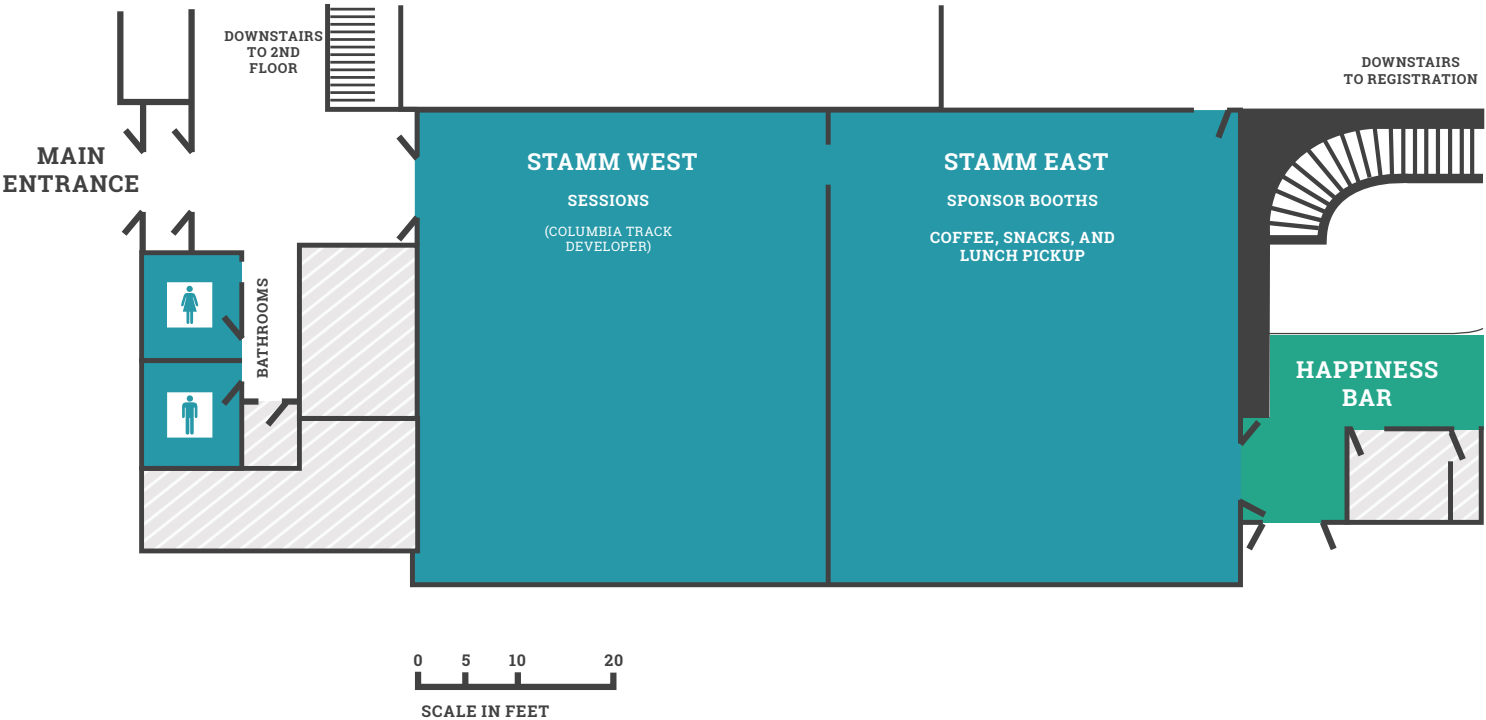 DOWNSTAIRS
TO 2ND
FLOOR
DOWNSTAIRS
TO REGISTRATION
MAIN
ENTRANCE
STAMM WEST
SESSIONS
(COLUMBIA TRACK
DEVELOPER)
STAMM EAST
SPONSOR BOOTHS
COFFEE, SNACKS, AND
LUNCH PICKUP
BATHROOMS
HAPPINESS
BAR
0 5 10 20
SCALE IN FEET